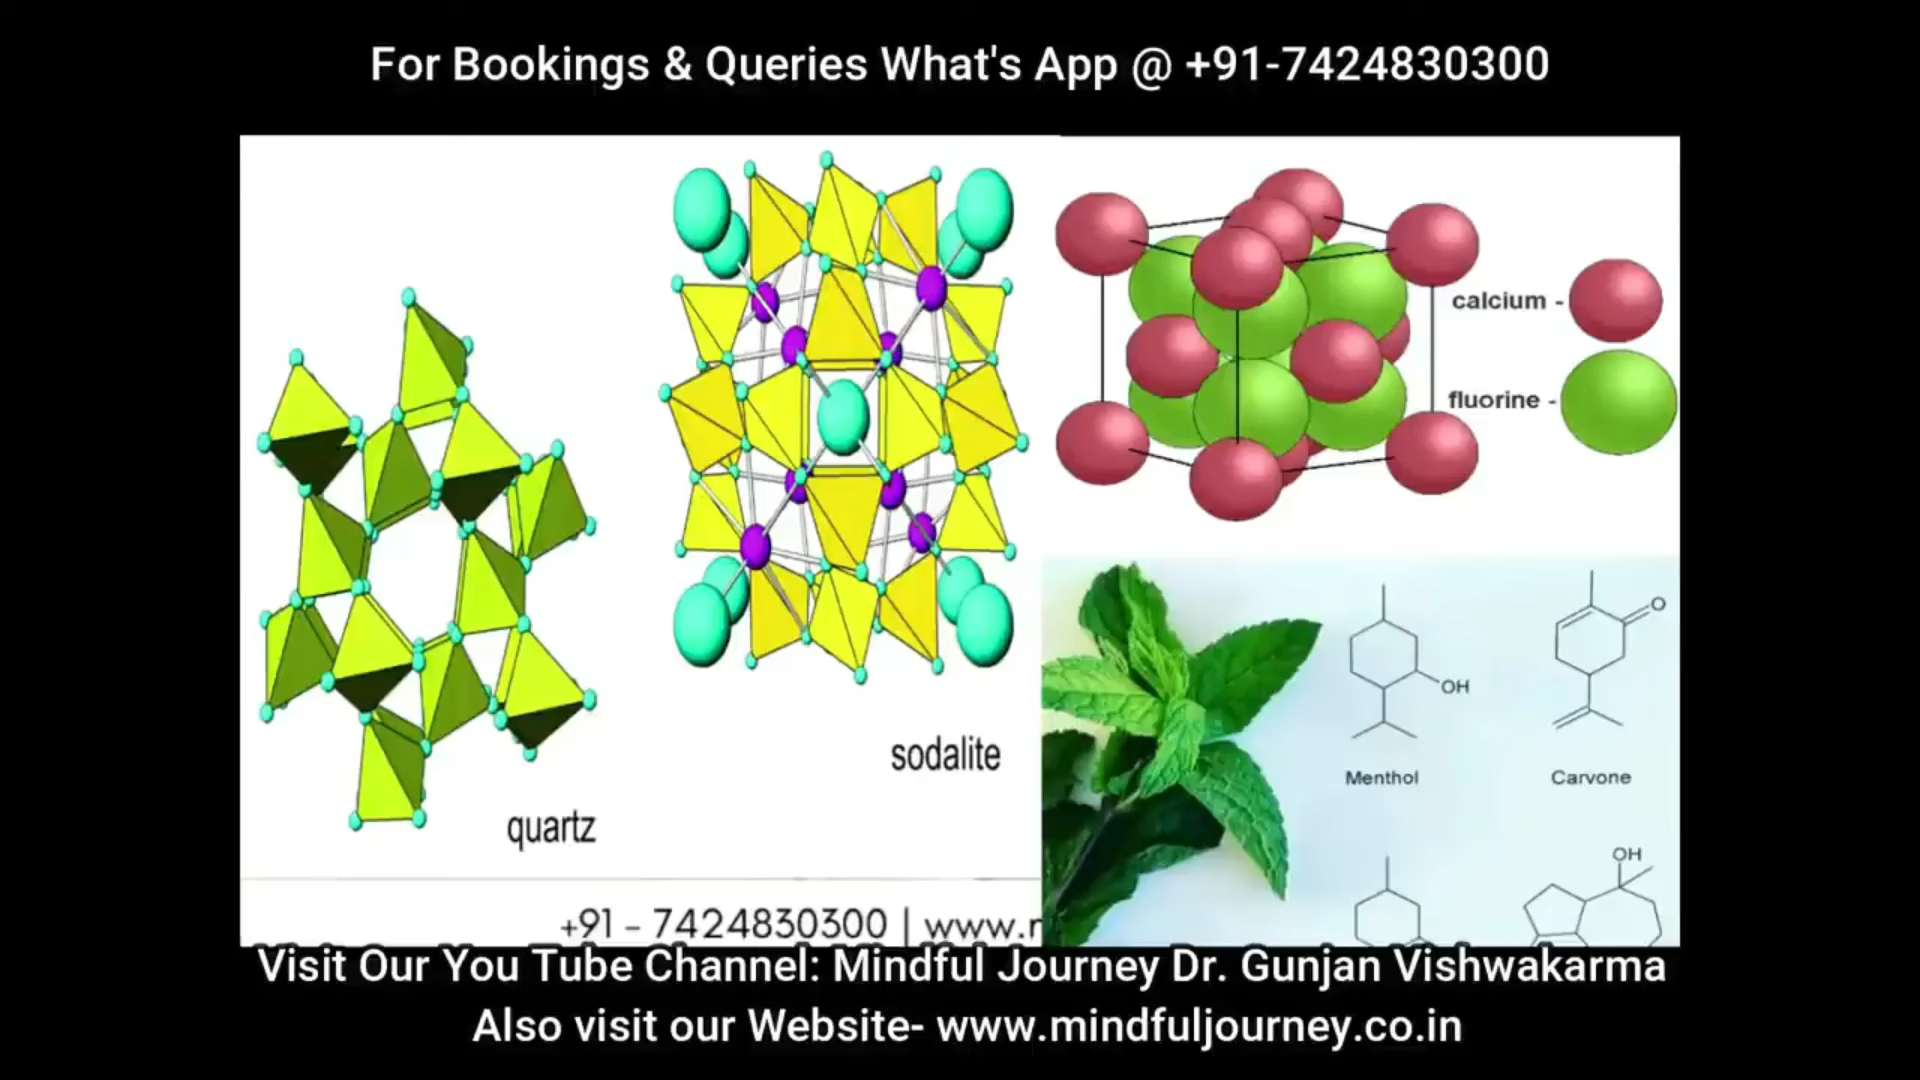 For Bookings & Queries What's App @ +91-7424830300
calcium -
fluorine -
sodalite
quartz
O
OH
Menthol
Carvone
OH
+91 - 7424830300 | www.
Visit Our You Tube Channel: Mindful Journey Dr. Gunjan Vishwakarma
Also visit our Website- www.mindfuljourney.co.in